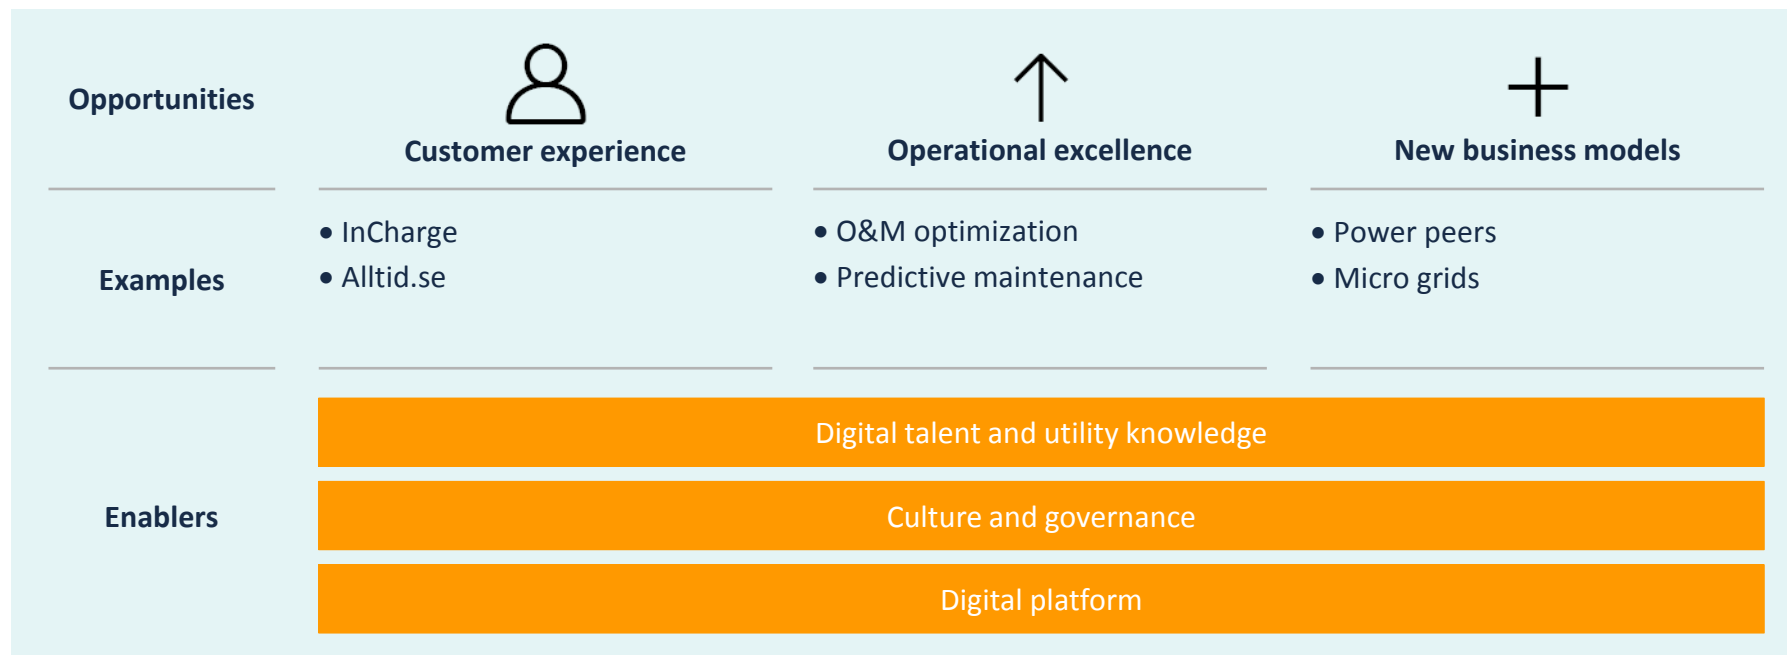 Opportunities
Customer experience
Operational excellence
New business models
Examples
• InCharge
• Alltid.se
• O&M optimization
• Predictive maintenance
• Power peers
• Micro grids
Enablers
Digital talent and utility knowledge
Culture and governance
Digital platform